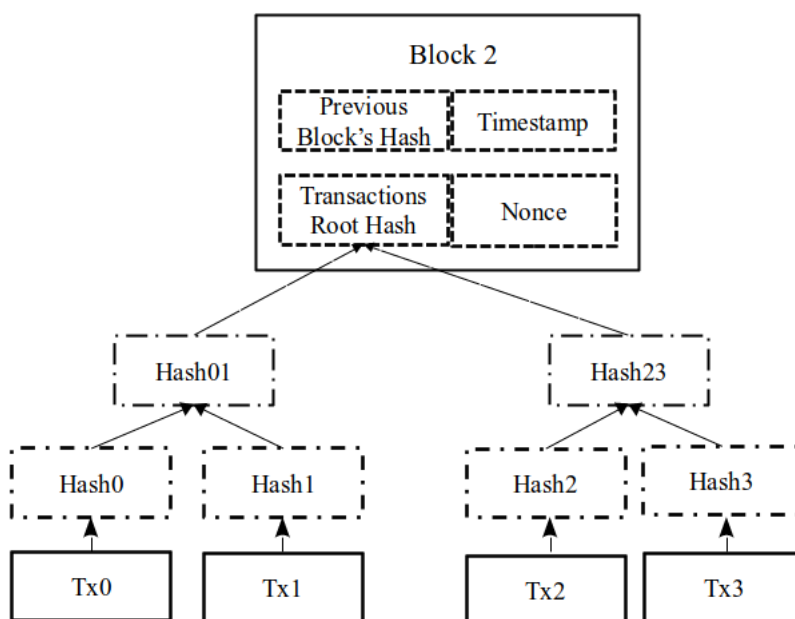 Block 2
Previous
Block’s Hash
Timestamp
Transactions
Root Hash
Nonce
Hash01
Hash23
Hash0
Hash1
Hash2
Hash3
Tx0
Tx1
Tx2
Tx3